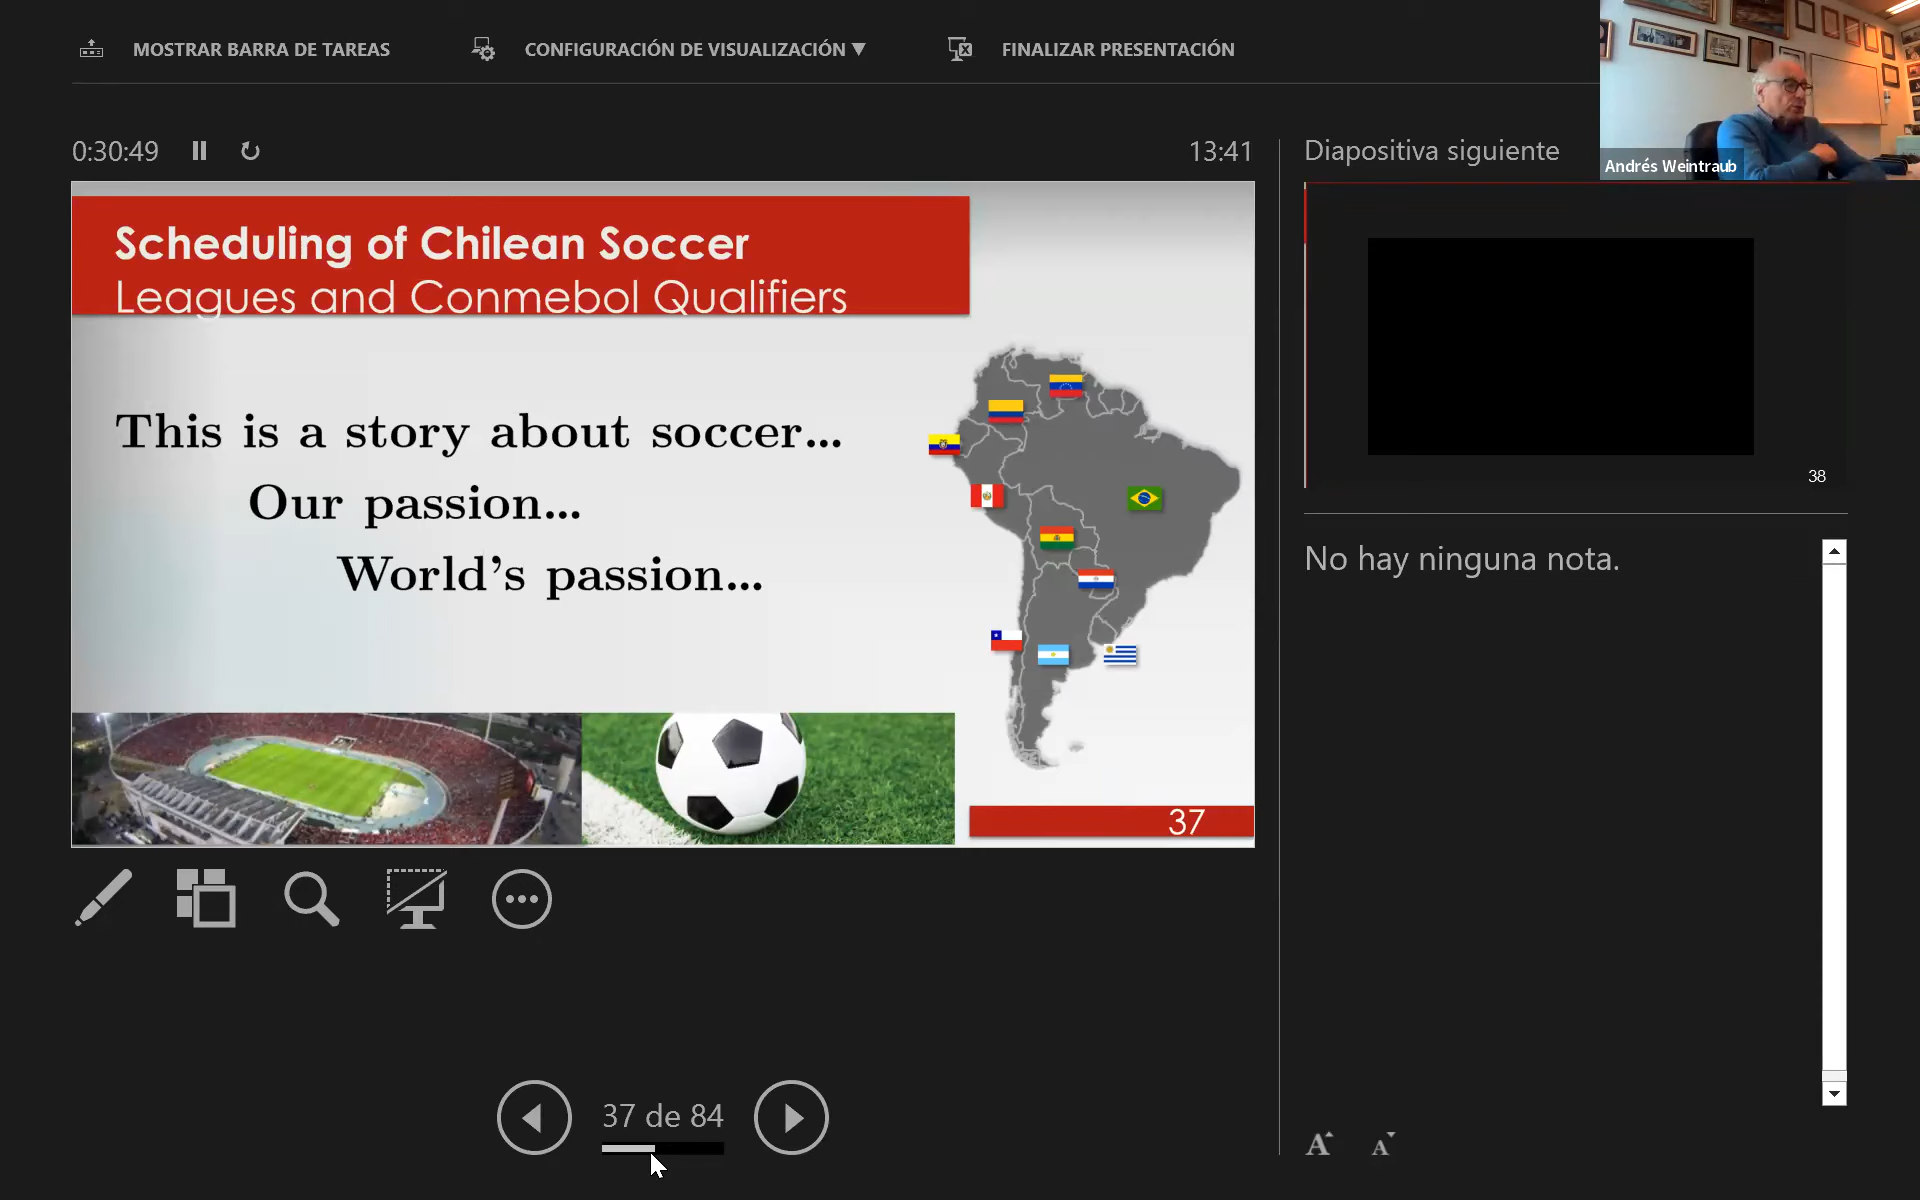 MOSTRAR BARRA DE TAREAS
CONFIGURACIÓN DE VISUALIZACIÓN ▼
FINALIZAR PRESENTACIÓN
Andrés Weintraub
0:30:49
13:41
Diapositiva siguiente
Scheduling of Chilean Soccer
Leagues and Conmebol Qualifiers
This is a story about soccer...
Our passion...
World's passion...
37
38
No hay ninguna nota.
37 de 84
A A